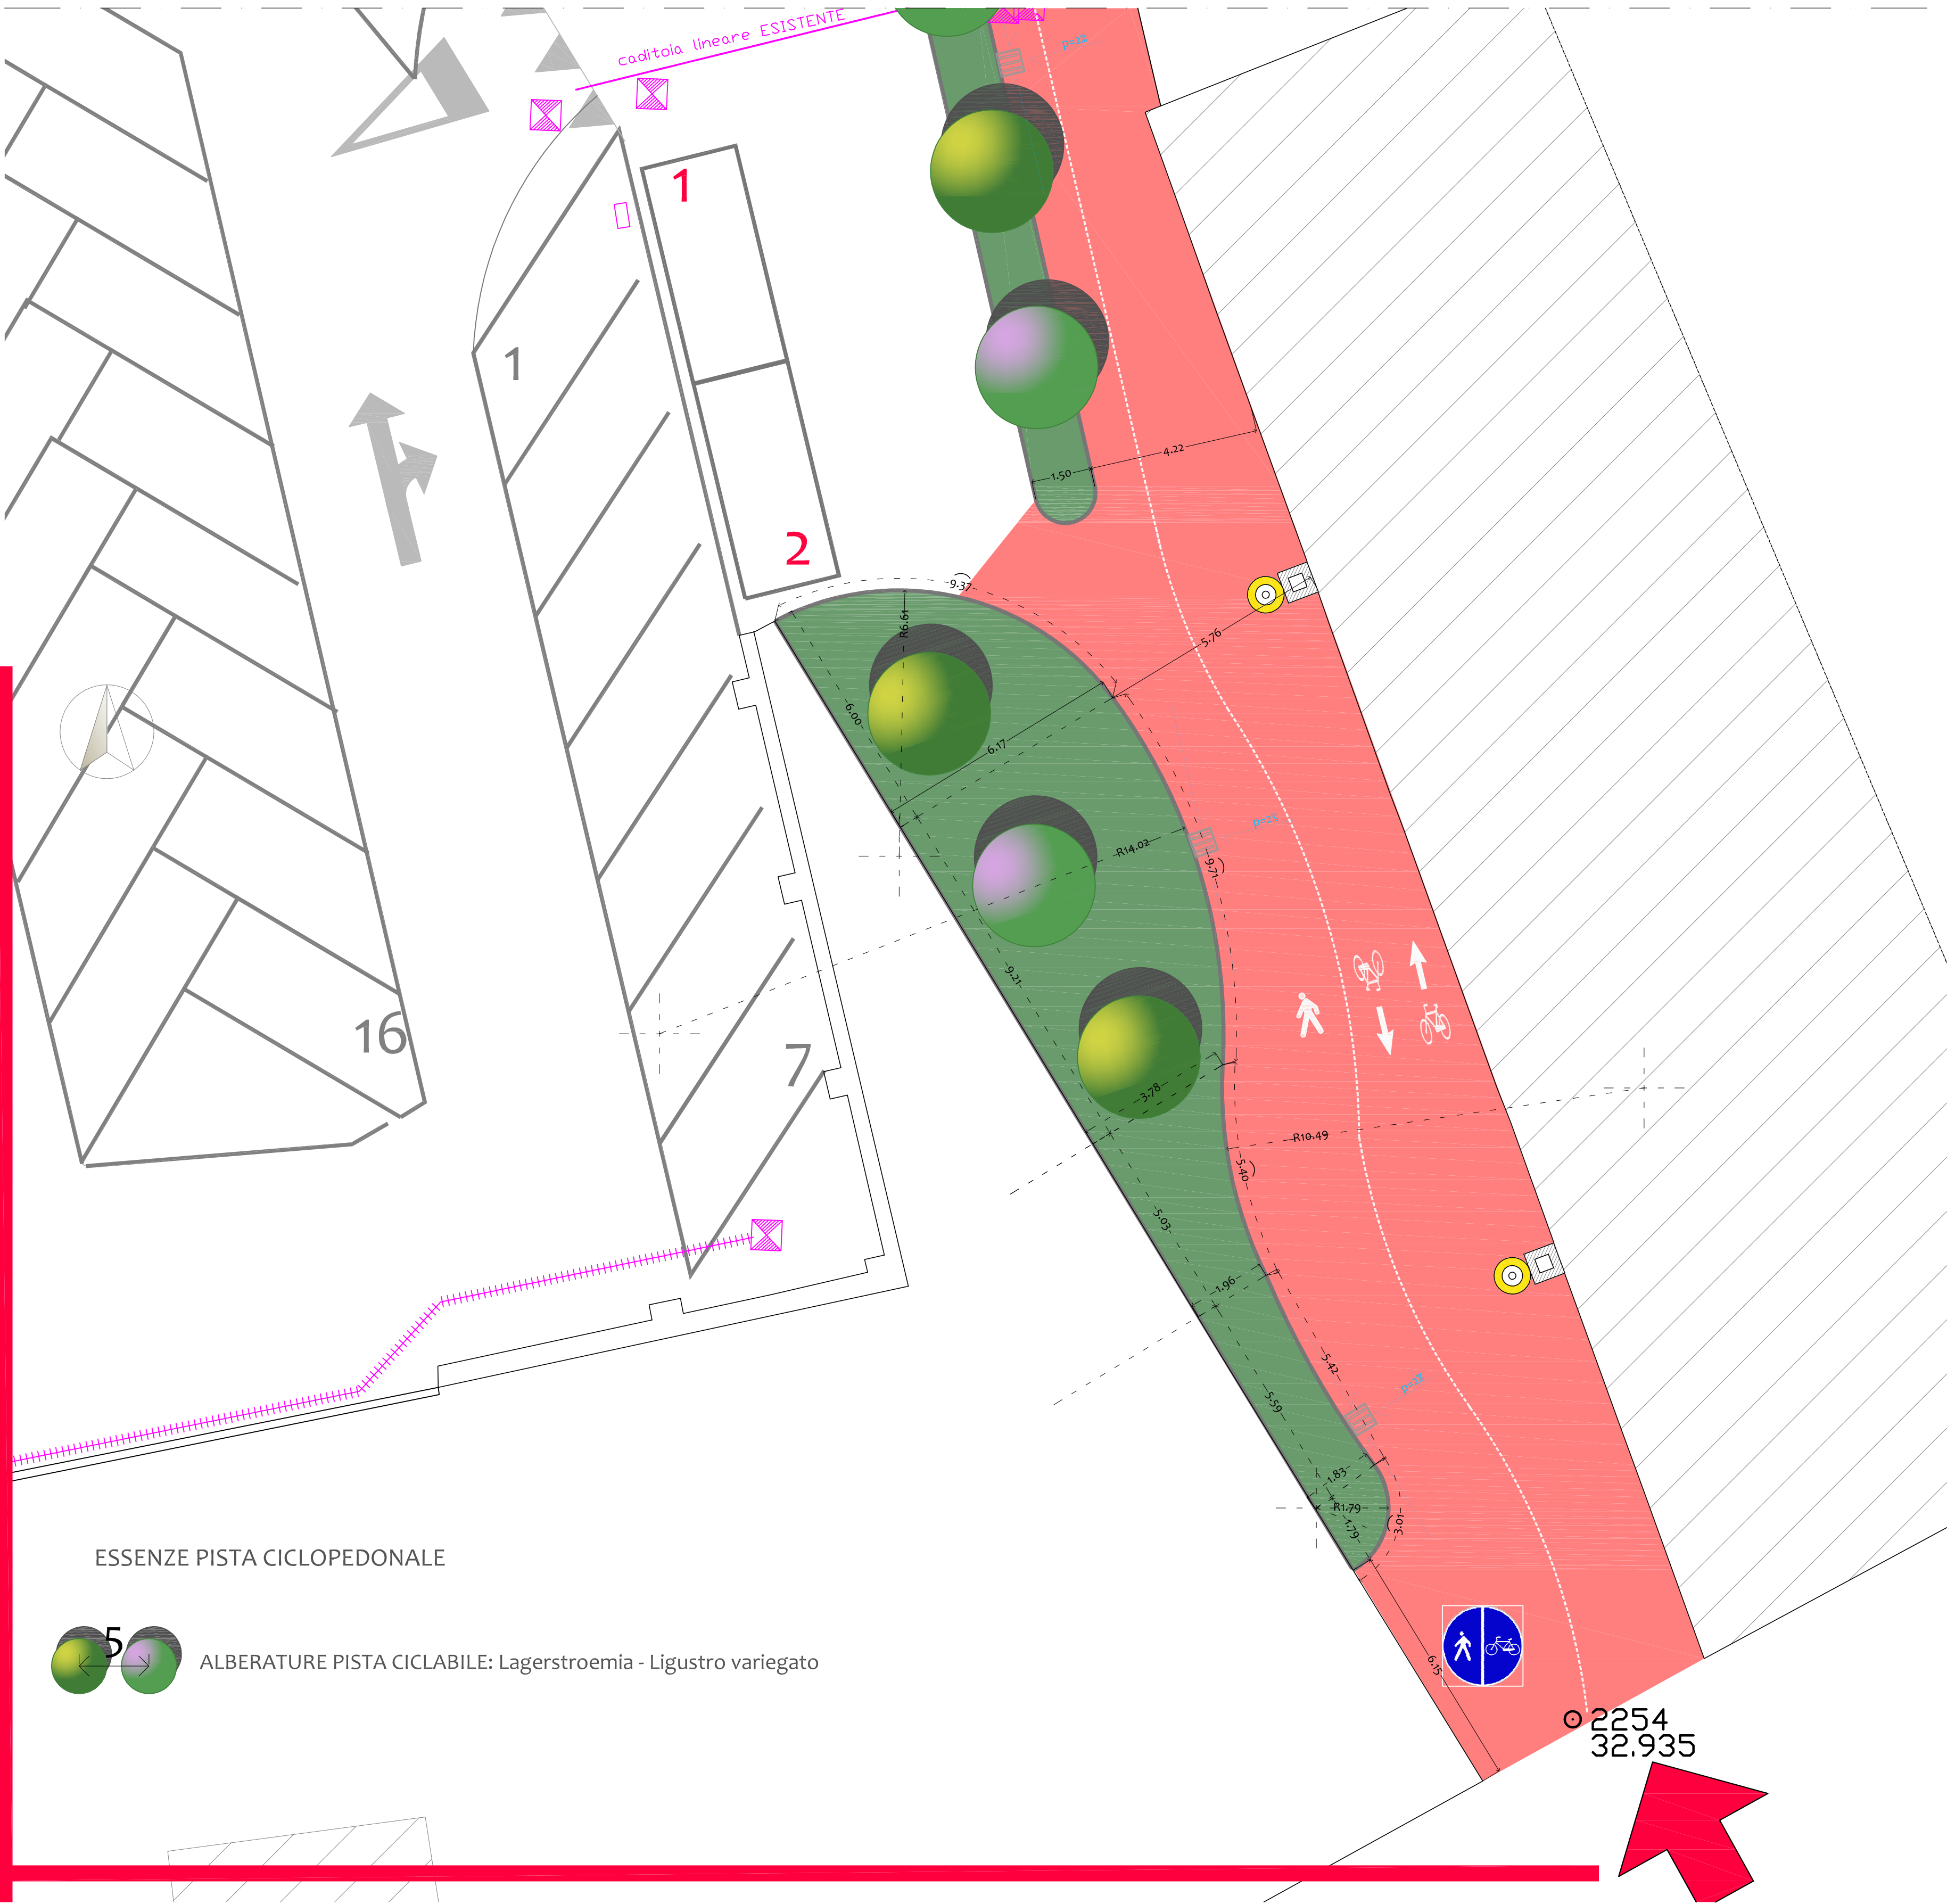 caditoia lineare ESISTENTE
p=2%
1
1
4.22
1.50
2
9.37
R6.61
5.76
6.00
6.17
p=2%
R14.02
9.71
9.21
16
7
3.78
R10.49
5.40
5.03
1.96
5.42
p=2%
5.59
1.83
R1.79
1.79
3.01
ESSENZE PISTA CICLOPEDONALE
5
ALBERATURE PISTA CICLABILE: Lagerstroemia - Ligustro variegato
6.15
2254
32.935